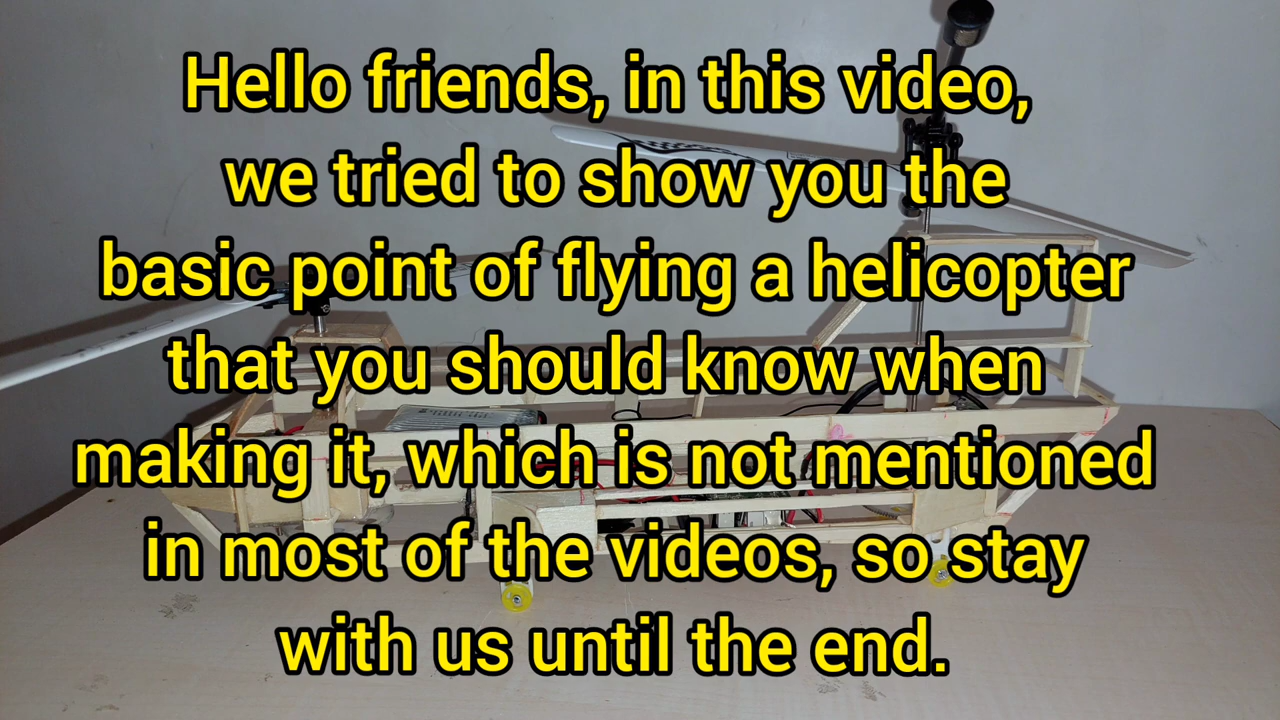 Hello friends, in this video,
we tried to show you the
basic point of flying a helicopter
that you should know when
making it, which is not mentioned
in most of the videos, so stay
with us until the end.